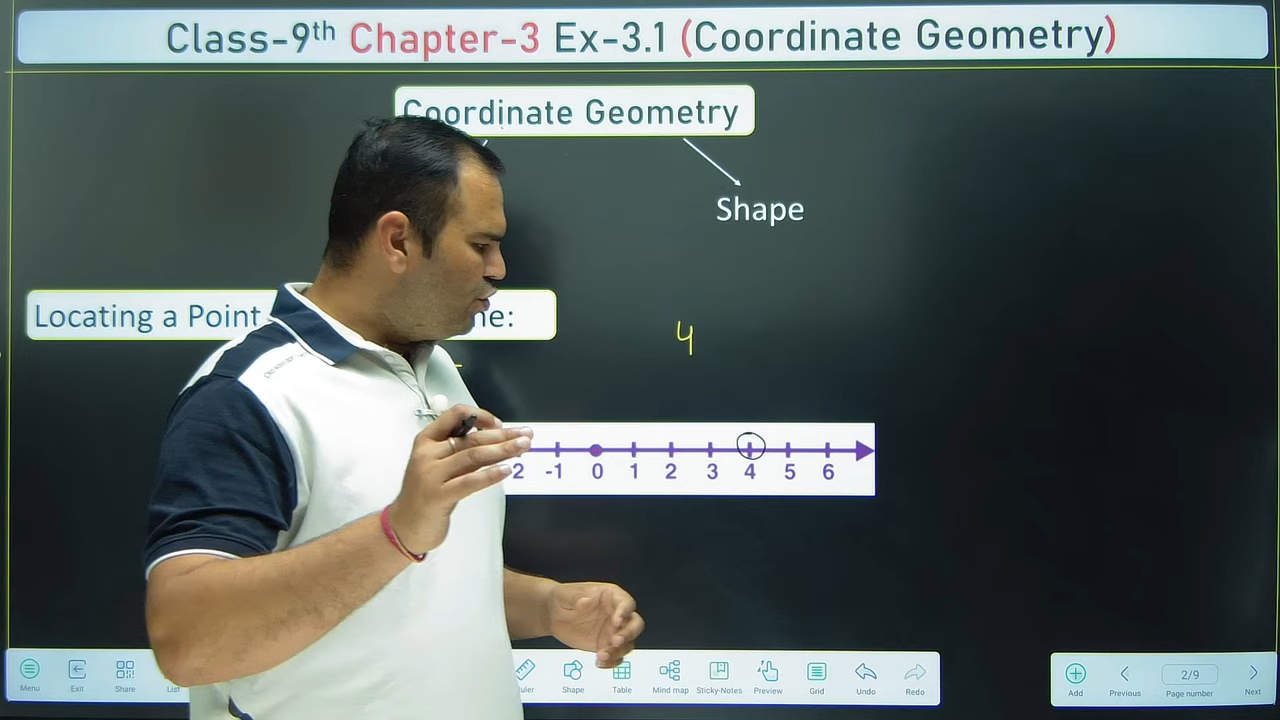 Class-9th Chapter-3 Ex-3.1 (Coordinate Geometry)
Coordinate Geometry
Shape
Locating a Point
4
2 -1 0 1 2 3 4 5 6
Menu Exit Share List Table Shape Mind map Sticky-Notes Preview Grid Undo Redo
Add Previous 2/9 Page number Next